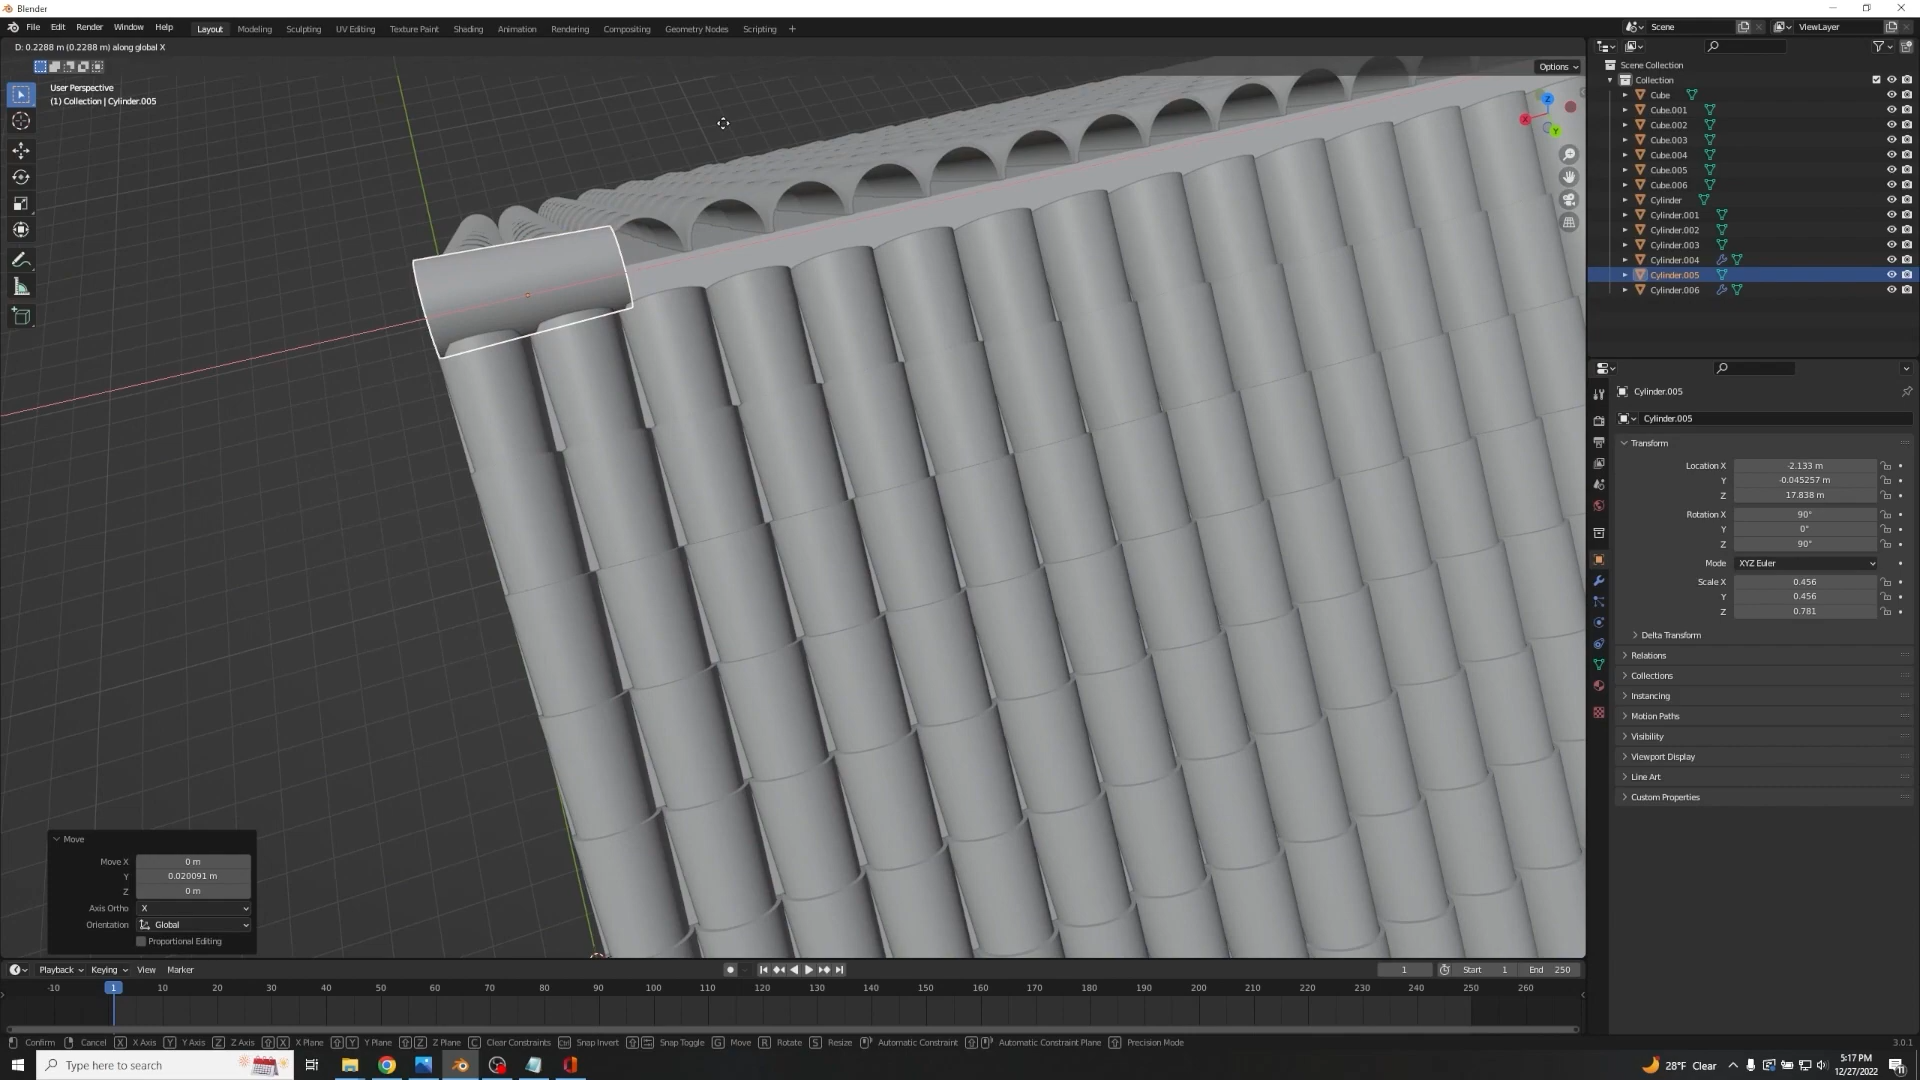 Blender
File Edit Render Window Help Layout Modeling Sculpting UV Editing Texture Paint Shading Animation Rendering Compositing Geometry Nodes Scripting + Scene ViewLayer
D: 0.2288 m (0.2288 m) along global X
Options
User Perspective
(1) Collection | Cylinder.005
Scene Collection
Collection
Cube
Cube.001
Cube.002
Cube.003
Cube.004
Cube.005
Cube.006
Cylinder
Cylinder.001
Cylinder.002
Cylinder.003
Cylinder.004
Cylinder.005
Cylinder.006
Z
X
Y
Cylinder.005
Cylinder.005
Transform
Location X -2.133 m
Y -0.045257 m
Z 17.838 m
Rotation X 90°
Y 0°
Z 90°
Mode XYZ Euler
Scale X 0.456
Y 0.456
Z 0.781
Delta Transform
Relations
Collections
Instancing
Motion Paths
Visibility
Viewport Display
Line Art
Custom Properties
Move
Move X 0 m
Y 0.020091 m
Z 0 m
Axis Ortho X
Orientation Global
Proportional Editing
Playback Keying View Marker 1 Start 1 End 250
-10 1 10 20 30 40 50 60 70 80 90 100 110 120 130 140 150 160 170 180 190 200 210 220 230 240 250 260
Confirm Cancel X X Axis Y Y Axis Z Z Axis X X Plane Y Y Plane Z Z Plane C Clear Constraints Ctrl Snap Invert Snap Toggle G Move R Rotate S Resize Automatic Constraint Automatic Constraint Plane Precision Mode 3.0.1
Type here to search
28°F Clear
5:17 PM
12/27/2022